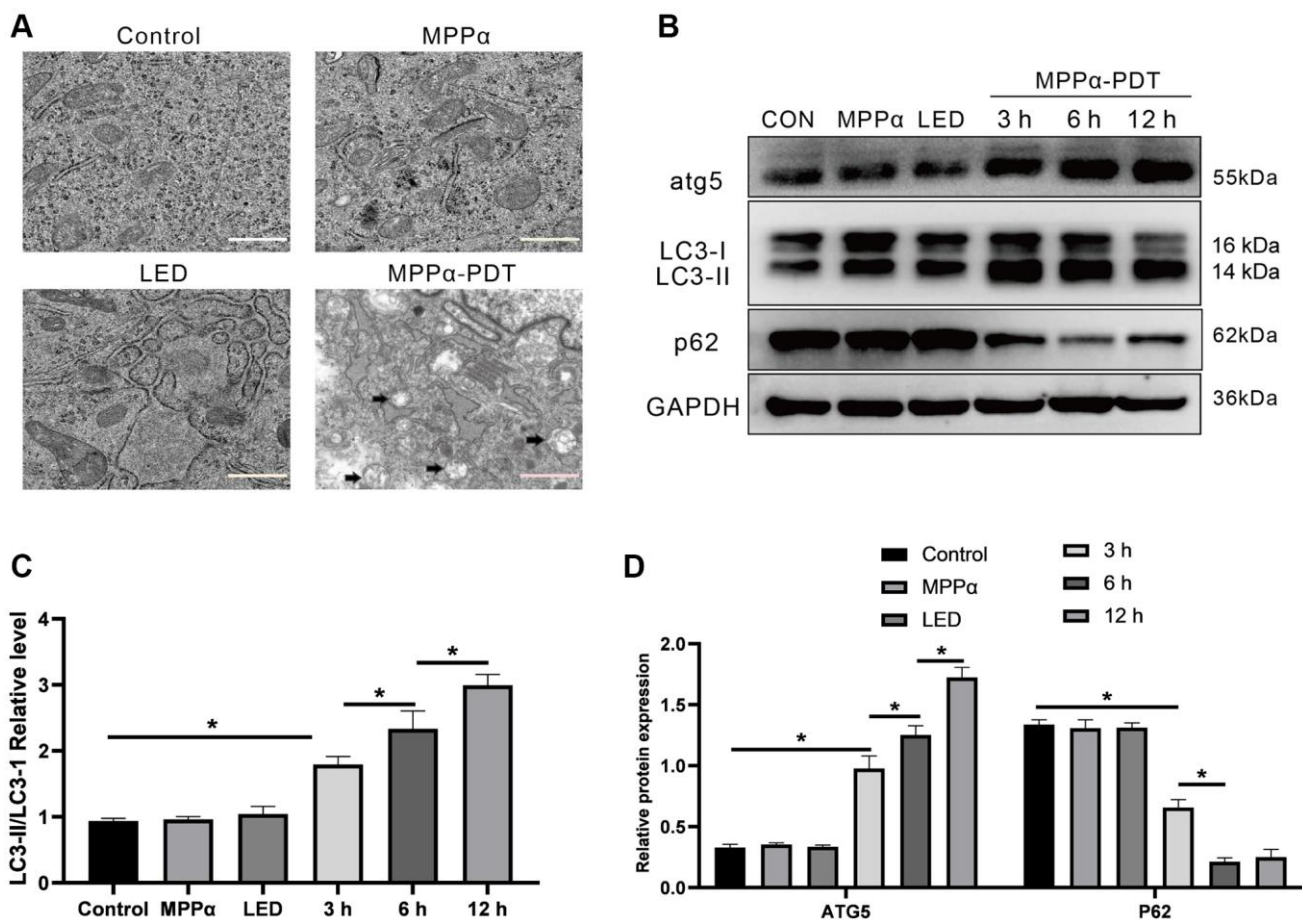 A
Control
MPPα
LED
MPPα-PDT
B
MPPα-PDT
CON MPPα LED 3 h 6 h 12 h
atg5 55kDa
LC3-I 16 kDa
LC3-II 14 kDa
p62 62kDa
GAPDH 36kDa
C
LC3-II/LC3-1 Relative level
4
3
2
1
0
* * *
Control MPPα LED 3 h 6 h 12 h
D
Control 3 h
MPPα 6 h
LED 12 h
Relative protein expression
2.0
1.5
1.0
0.5
0.0
* * * * *
ATG5 P62